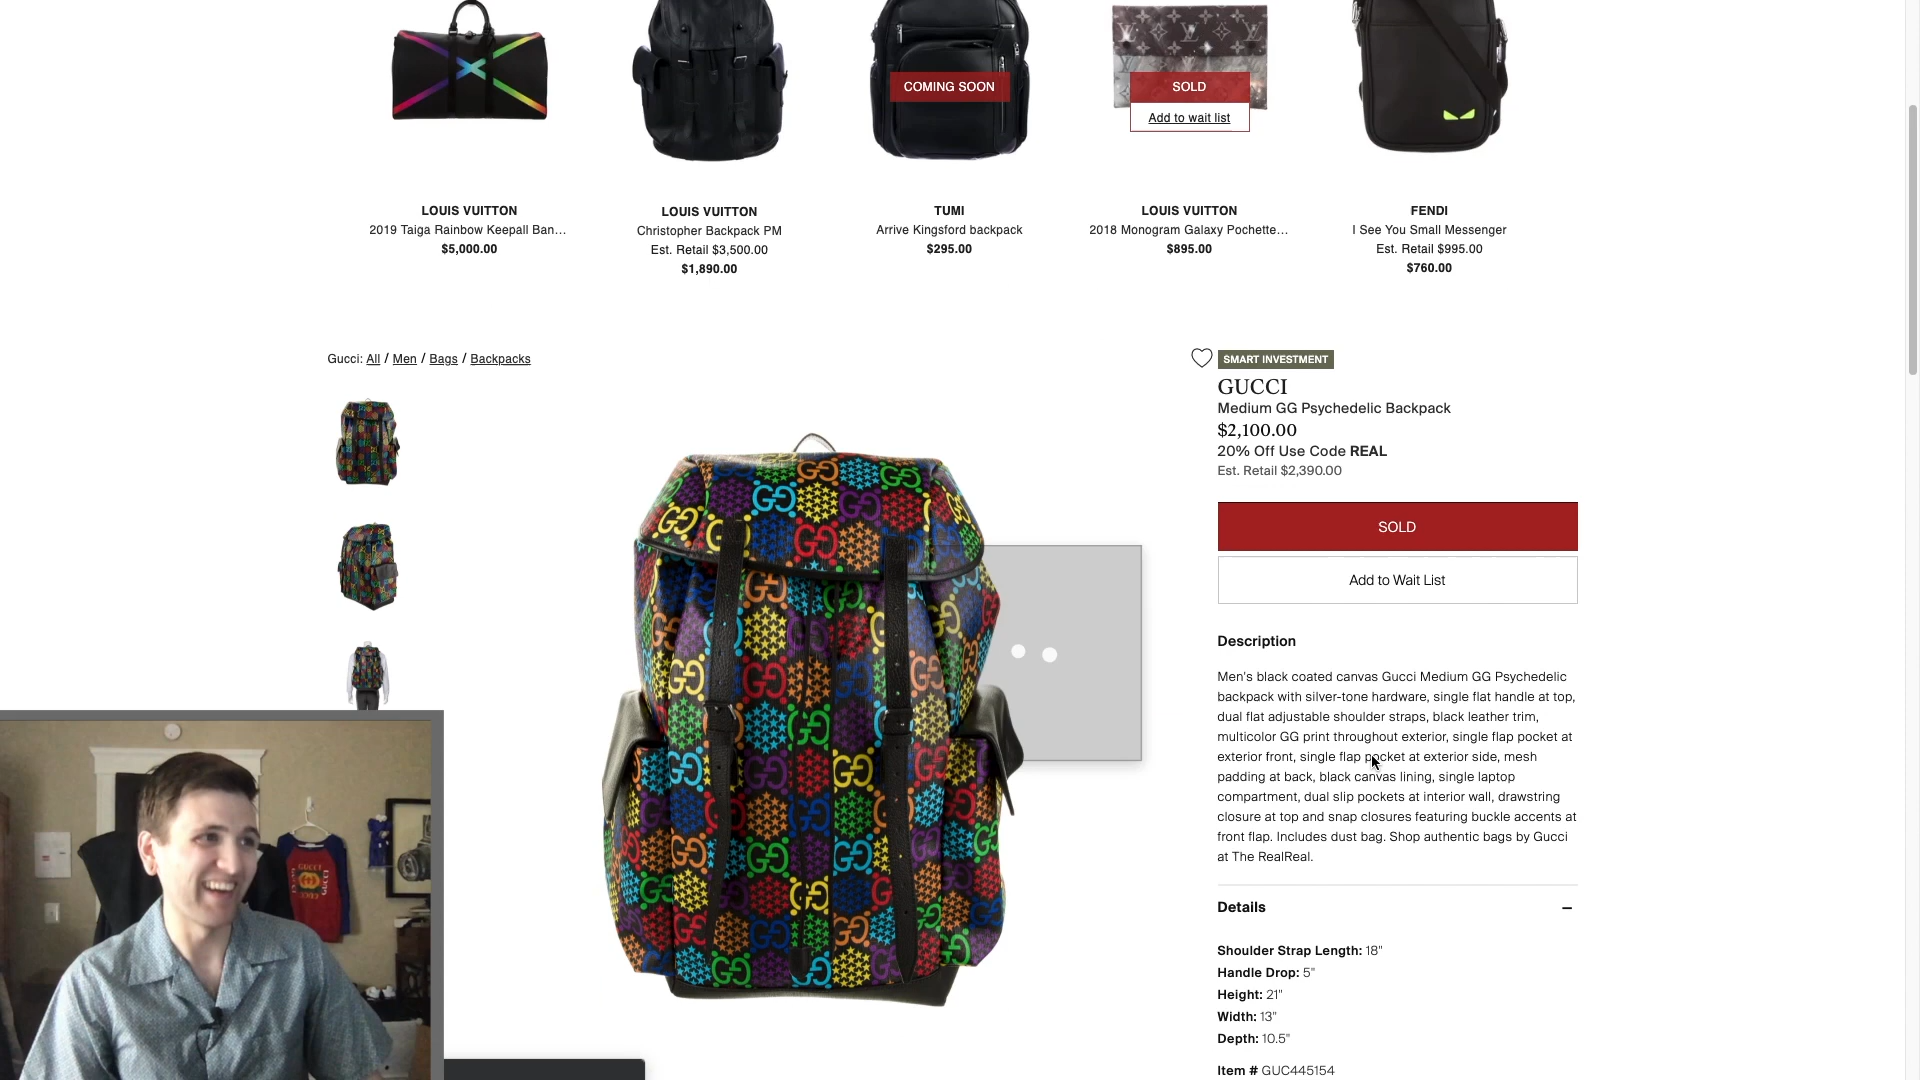 COMING SOON
SOLD
Add to wait list
LOUIS VUITTON
2019 Taiga Rainbow Keepall Ban...
$5,000.00
LOUIS VUITTON
Christopher Backpack PM
Est. Retail $3,500.00
$1,890.00
TUMI
Arrive Kingsford backpack
$295.00
LOUIS VUITTON
2018 Monogram Galaxy Pochette...
$895.00
FENDI
I See You Small Messenger
Est. Retail $995.00
$760.00
Gucci: All / Men / Bags / Backpacks
SMART INVESTMENT
GUCCI
Medium GG Psychedelic Backpack
$2,100.00
20% Off Use Code REAL
Est. Retail $2,390.00
SOLD
Add to Wait List
Description
Men's black coated canvas Gucci Medium GG Psychedelic
backpack with silver-tone hardware, single flat handle at top,
dual flat adjustable shoulder straps, black leather trim,
multicolor GG print throughout exterior, single flap pocket at
exterior front, single flap pocket at exterior side, mesh
padding at back, black canvas lining, single laptop
compartment, dual slip pockets at interior wall, drawstring
closure at top and snap closures featuring buckle accents at
front flap. Includes dust bag. Shop authentic bags by Gucci
at The RealReal.
Details
Shoulder Strap Length: 18"
Handle Drop: 5"
Height: 21"
Width: 13"
Depth: 10.5"
Item # GUC445154
GUCCI